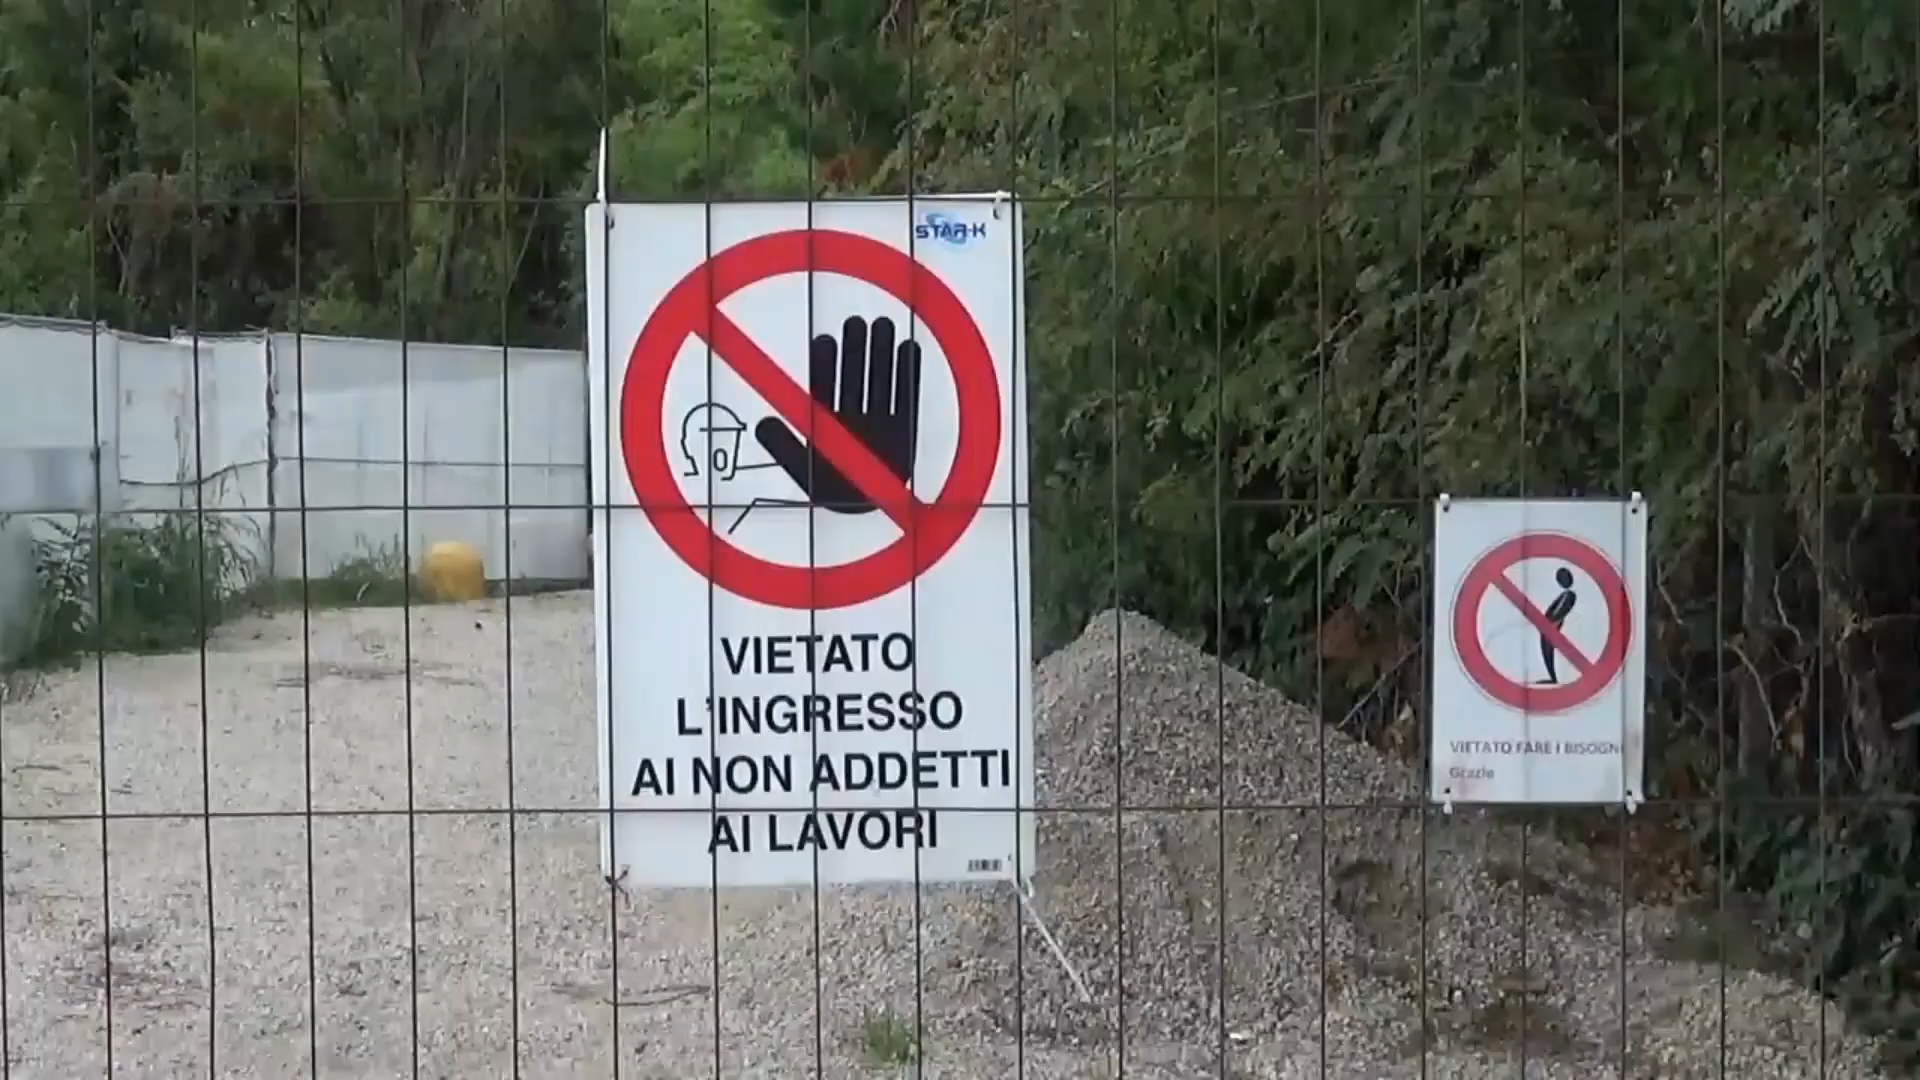 STAR-K
VIETATO
L'INGRESSO
AI NON ADDETTI
AI LAVORI
VIETATO FARE I BISOGNI
Grazie